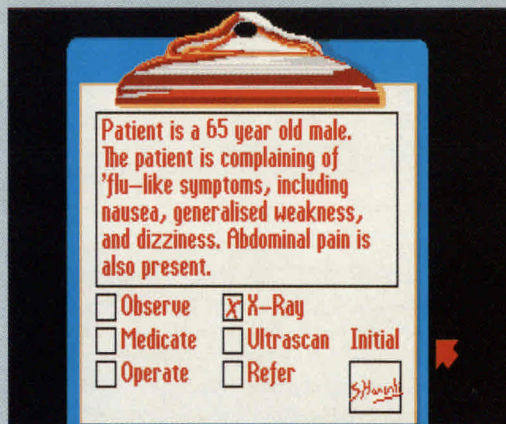 Patient is a 65 year old male.
The patient is complaining of
'flu-like symptoms, including
nausea, generalised weakness,
and dizziness. Abdominal pain is
also present.
Observe X X-Ray
Medicate Ultrascan Initial
Operate Refer